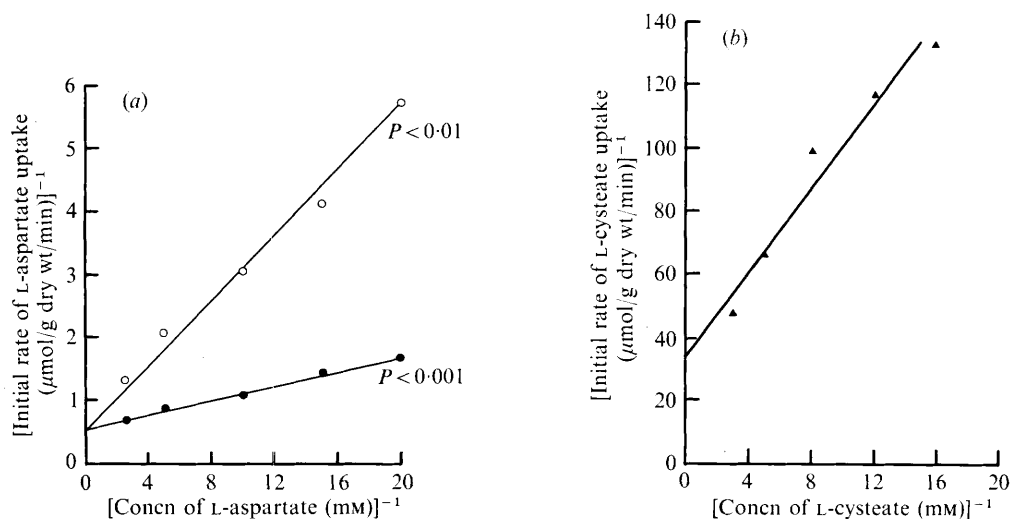 (a)
6
5
4
3
2
1
0
[Initial rate of L-aspartate uptake
(μmol/g dry wt/min)]⁻¹
P < 0·01
P < 0·001
0 4 8 12 16 20
[Concn of L-aspartate (mM)]⁻¹
(b)
140
120
100
80
60
40
20
0
[Initial rate of L-cysteate uptake
(μmol/g dry wt/min)]⁻¹
0 4 8 12 16 20
[Concn of L-cysteate (mM)]⁻¹